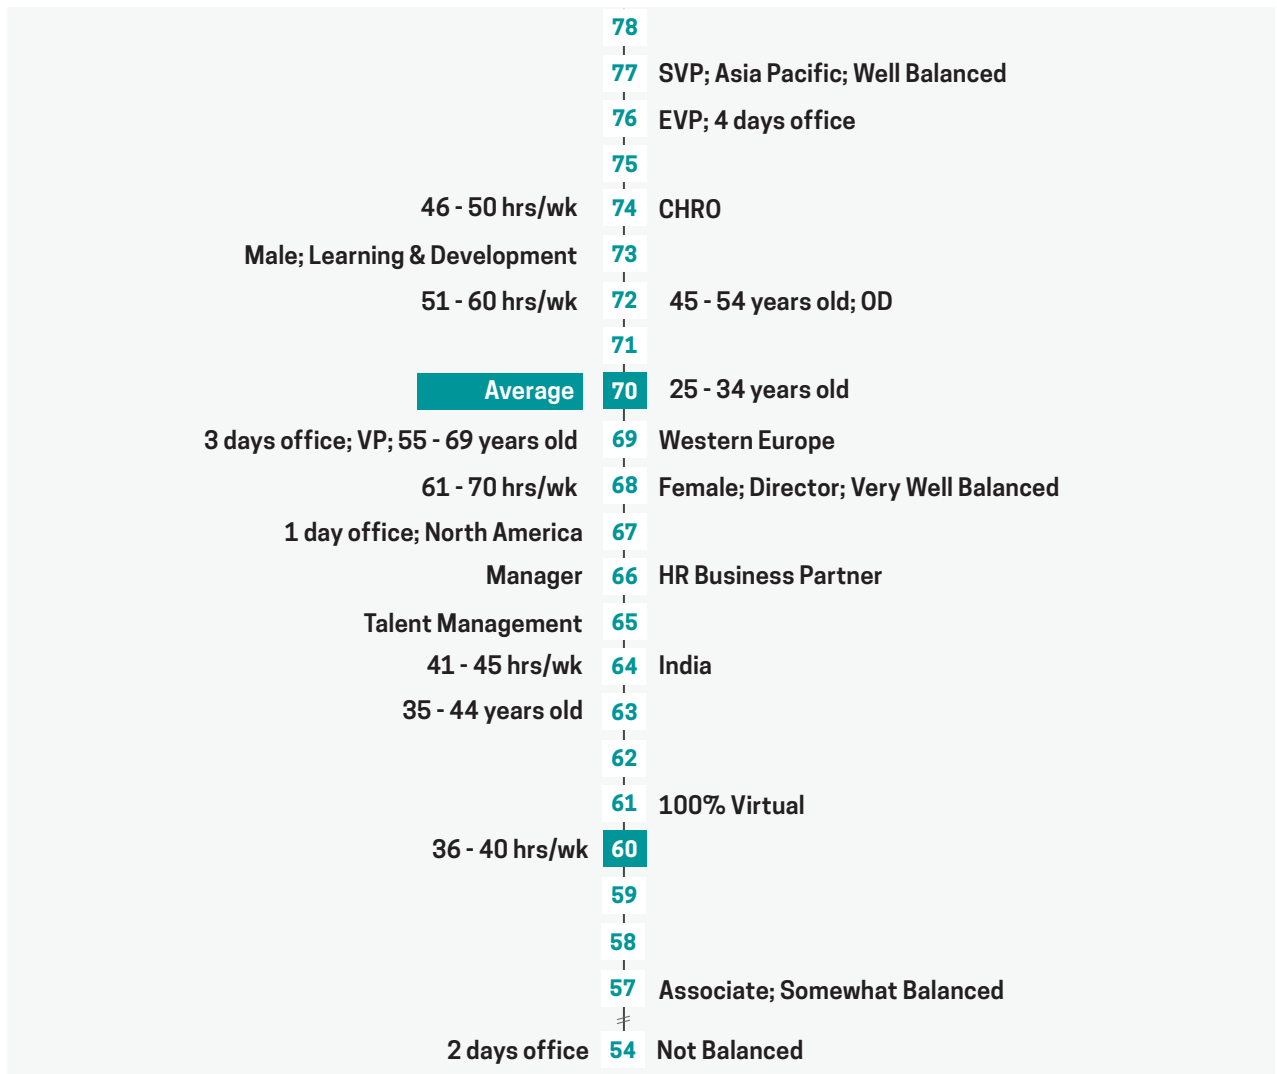 78
77 SVP; Asia Pacific; Well Balanced
76 EVP; 4 days office
75
46 - 50 hrs/wk 74 CHRO
Male; Learning & Development 73
51 - 60 hrs/wk 72 45 - 54 years old; OD
71
Average 70 25 - 34 years old
3 days office; VP; 55 - 69 years old 69 Western Europe
61 - 70 hrs/wk 68 Female; Director; Very Well Balanced
1 day office; North America 67
Manager 66 HR Business Partner
Talent Management 65
41 - 45 hrs/wk 64 India
35 - 44 years old 63
62
61 100% Virtual
36 - 40 hrs/wk 60
59
58
57 Associate; Somewhat Balanced
2 days office 54 Not Balanced